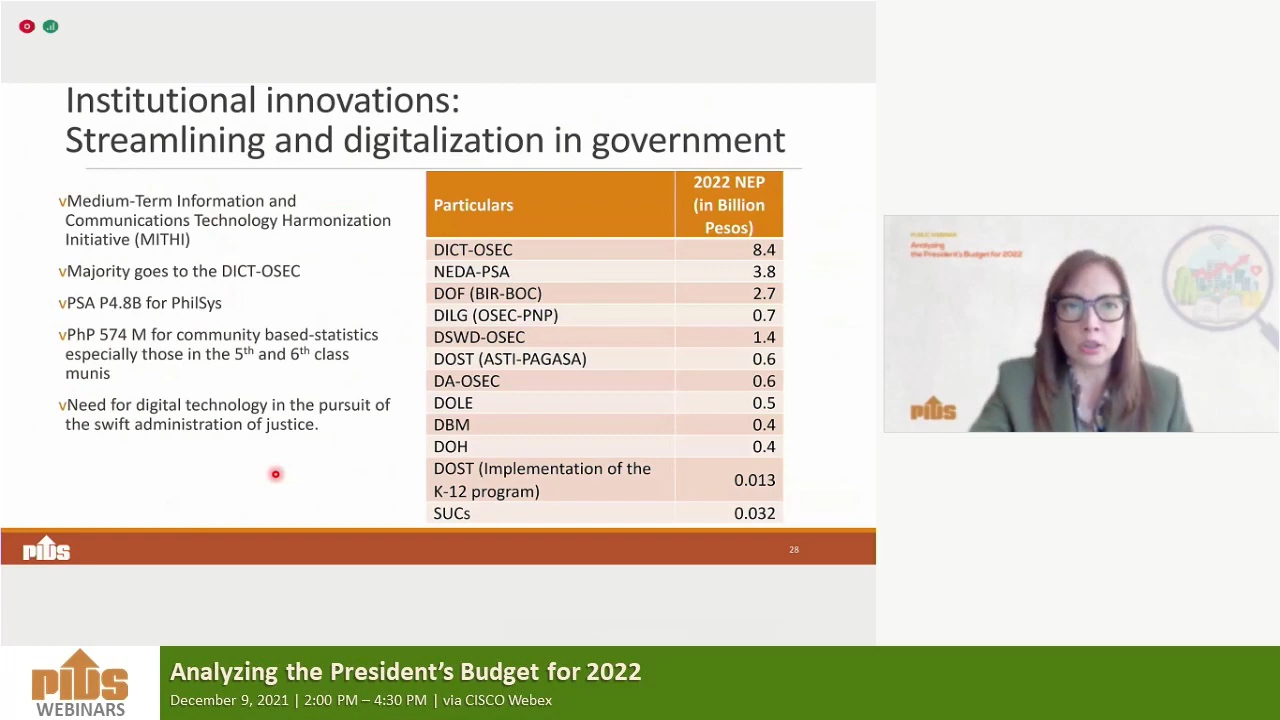 Institutional innovations:
Streamlining and digitalization in government
vMedium-Term Information and
Communications Technology Harmonization
Initiative (MITHI)
vMajority goes to the DICT-OSEC
vPSA P4.8B for PhilSys
vPhP 574 M for community based-statistics
especially those in the 5th and 6th class
munis
vNeed for digital technology in the pursuit of
the swift administration of justice.
Particulars 2022 NEP
(in Billion
Pesos)
DICT-OSEC 8.4
NEDA-PSA 3.8
DOF (BIR-BOC) 2.7
DILG (OSEC-PNP) 0.7
DSWD-OSEC 1.4
DOST (ASTI-PAGASA) 0.6
DA-OSEC 0.6
DOLE 0.5
DBM 0.4
DOH 0.4
DOST (Implementation of the
K-12 program) 0.013
SUCs 0.032
PIDS
28
PUBLIC WEBINAR
Analyzing
the President's Budget for 2022
PIDS
PIDS
WEBINARS
Analyzing the President's Budget for 2022
December 9, 2021 | 2:00 PM – 4:30 PM | via CISCO Webex